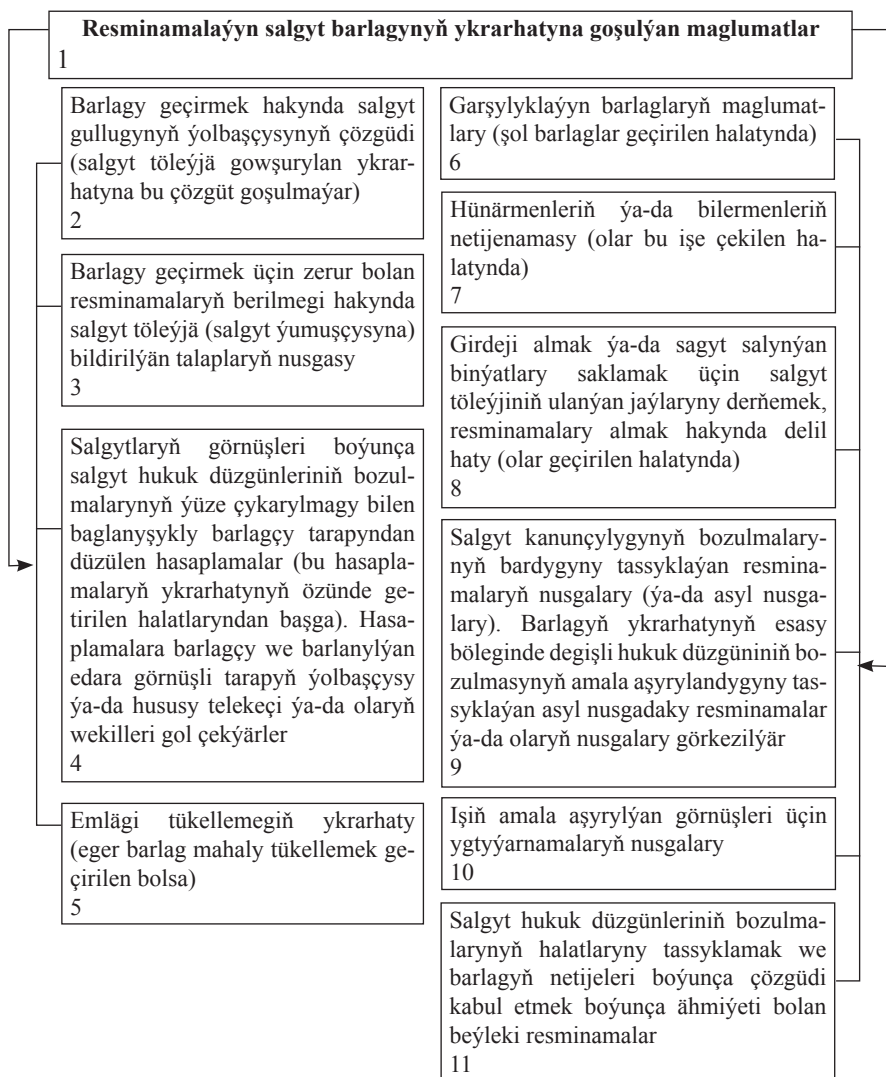 Resminamalaýyn salgyt barlagynyň ykrarhatyna goşulýan maglumatlar
1
Barlagy geçirmek hakynda salgyt
gullugynyň ýolbaşçysynyň çözgüdi
(salgyt töleýjä gowşurylan ykrar-
hatyna bu çözgüt goşulmaýar)
2
Barlagy geçirmek üçin zerur bolan
resminamalaryň berilmegi hakynda
salgyt töleýjä (salgyt ýumuşçysyna)
bildirilýän talaplaryň nusgasy
3
Salgytlaryň görnüşleri boýunça
salgyt hukuk düzgünleriniň bozul-
malarynyň ýüze çykarylmagy bilen
baglanyşykly barlagçy tarapyndan
düzülen hasaplamalar (bu hasapla-
malaryň ykrarhatynyň özünde ge-
tirilen halatlaryndan başga). Hasa-
plamalara barlagçy we barlanylýan
edara görnüşli tarapyň ýolbaşçysy
ýa-da hususy telekeçi ýa-da olaryň
wekilleri gol çekýärler
4
Emlägi tükellemegiň ykrarhaty
(eger barlag mahaly tükellemek ge-
çirilen bolsa)
5
Garşylyklaýyn barlaglaryň maglumat-
lary (şol barlaglar geçirilen halatynda)
6
Hünärmenleriň ýa-da bilermenleriň
netijenamasy (olar bu işe çekilen ha-
latynda)
7
Girdeji almak ýa-da sagyt salynýan
binýatlary saklamak üçin salgyt
töleýjiniň ulanýan jaýlaryny derňemek,
resminamalary almak hakynda delil
haty (olar geçirilen halatynda)
8
Salgyt kanunçylygynyň bozulmalary-
nyň bardygyny tassyklaýan resmina-
malaryň nusgalary (ýa-da asyl nusga-
lary). Barlagyň ykrarhatynyň esasy
böleginde degişli hukuk düzgüniniň bo-
zulmasynyň amala aşyrylandygyny tas-
syklaýan asyl nusgadaky resminamalar
ýa-da olaryň nusgalary görkezilýär
9
Işiň amala aşyrylýan görnüşleri üçin
ygtyýarnamalaryň nusgalary
10
Salgyt hukuk düzgünleriniň bozulma-
larynyň halatlaryny tassyklamak we
barlagyň netijeleri boýunça çözgüdi
kabul etmek boýunça ähmiýeti bolan
beýleki resminamalar
11